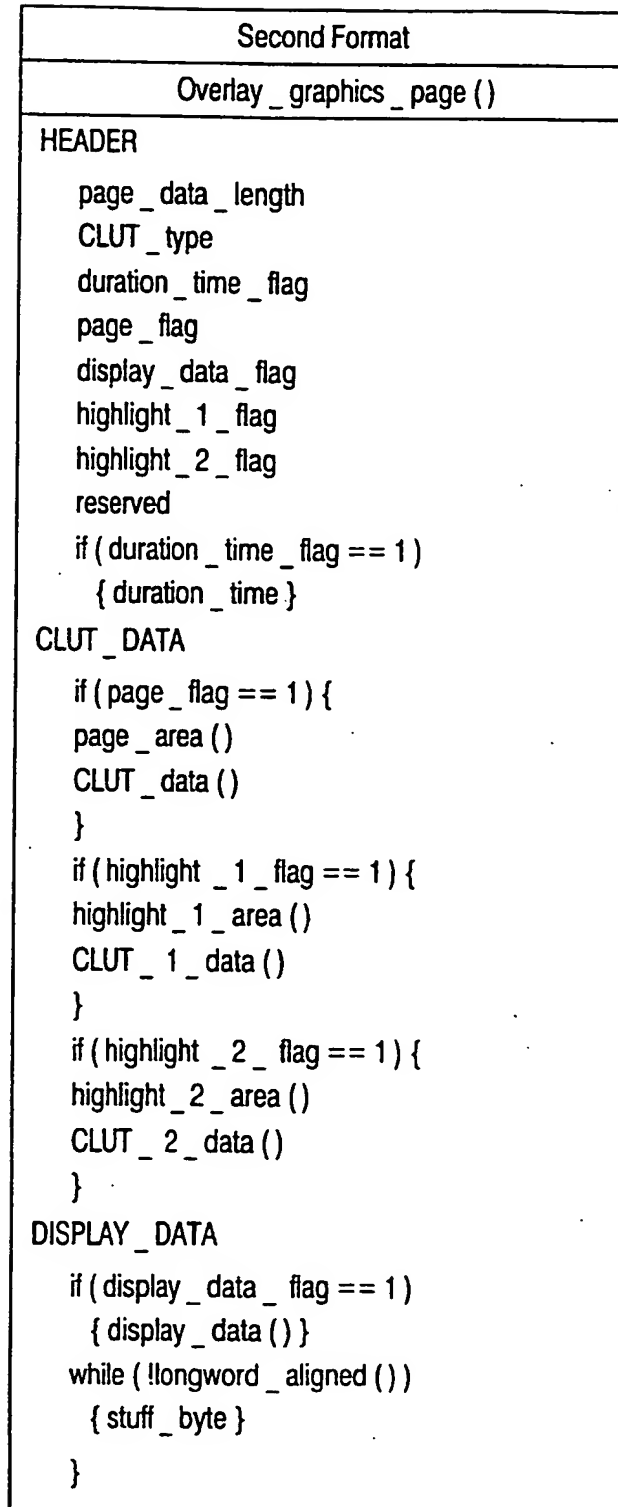 Second Format
Overlay _ graphics _ page ( )
HEADER
page _ data _ length
CLUT _ type
duration _ time _ flag
page _ flag
display _ data _ flag
highlight _ 1 _ flag
highlight _ 2 _ flag
reserved
if ( duration _ time _ flag == 1 )
{ duration _ time }
CLUT _ DATA
if ( page _ flag == 1 ) {
page _ area ( )
CLUT _ data ( )
}
if ( highlight _ 1 _ flag == 1 ) {
highlight _ 1 _ area ( )
CLUT _ 1 _ data ( )
}
if ( highlight _ 2 _ flag == 1 ) {
highlight _ 2 _ area ( )
CLUT _ 2 _ data ( )
}
DISPLAY _ DATA
if ( display _ data _ flag == 1 )
{ display _ data ( ) }
while ( !longword _ aligned ( ) )
{ stuff _ byte }
}